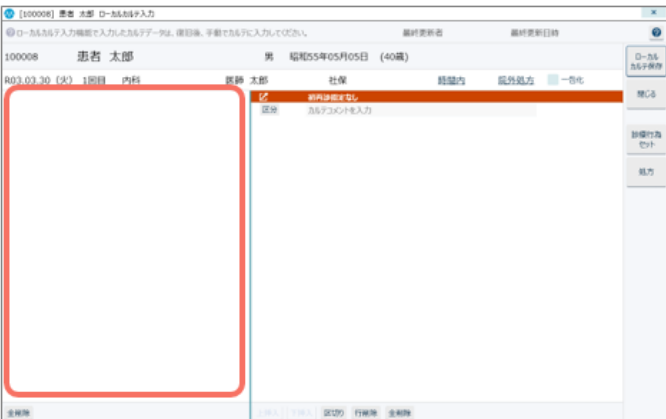 [100008] 患者 太郎 ローカルカルテ入力
ローカルカルテ入力機能で入力したカルテデータは、復旧後、手動でカルテに入力してください。 最終更新者 最終更新日時
100008 患者 太郎 男 昭和55年05月05日 (40歳)
R03.03.30 (火) 1回目 内科 医師 太郎 社保 時間内 院外処方 一包化
初再診設定なし
区分 カルテコメントを入力
ローカル
カルテ保存
閉じる
診療行為
セット
処方
全削除
上挿入 下挿入 区切り 行削除 全削除